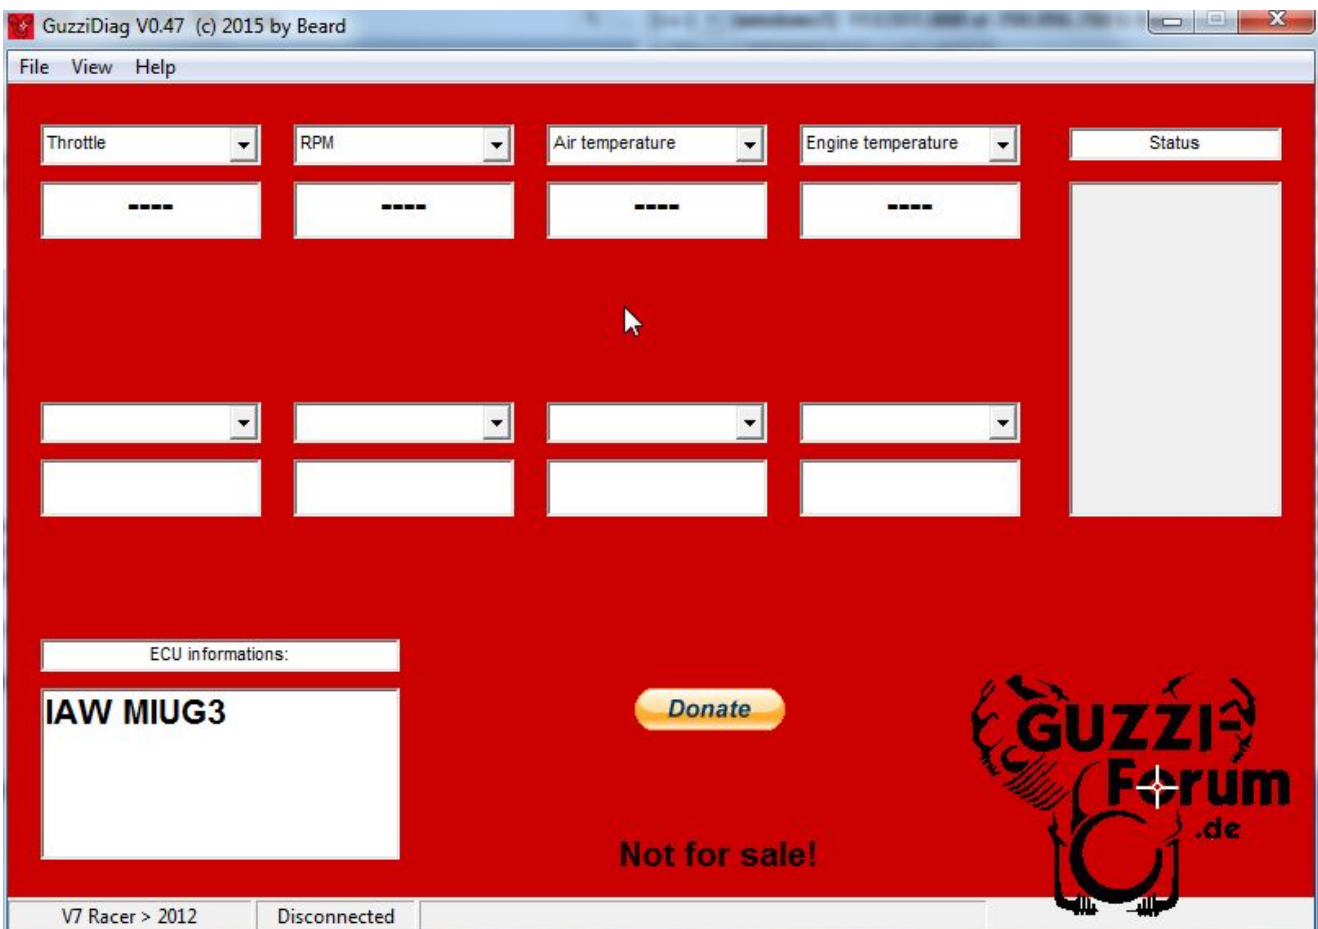 GuzziDiag V0.47 (c) 2015 by Beard
File View Help
Throttle RPM Air temperature Engine temperature Status
---- ---- ---- ----
ECU informations:
IAW MIUG3
Donate
GUZZI-
Forum
.de
Not for sale!
V7 Racer > 2012 Disconnected